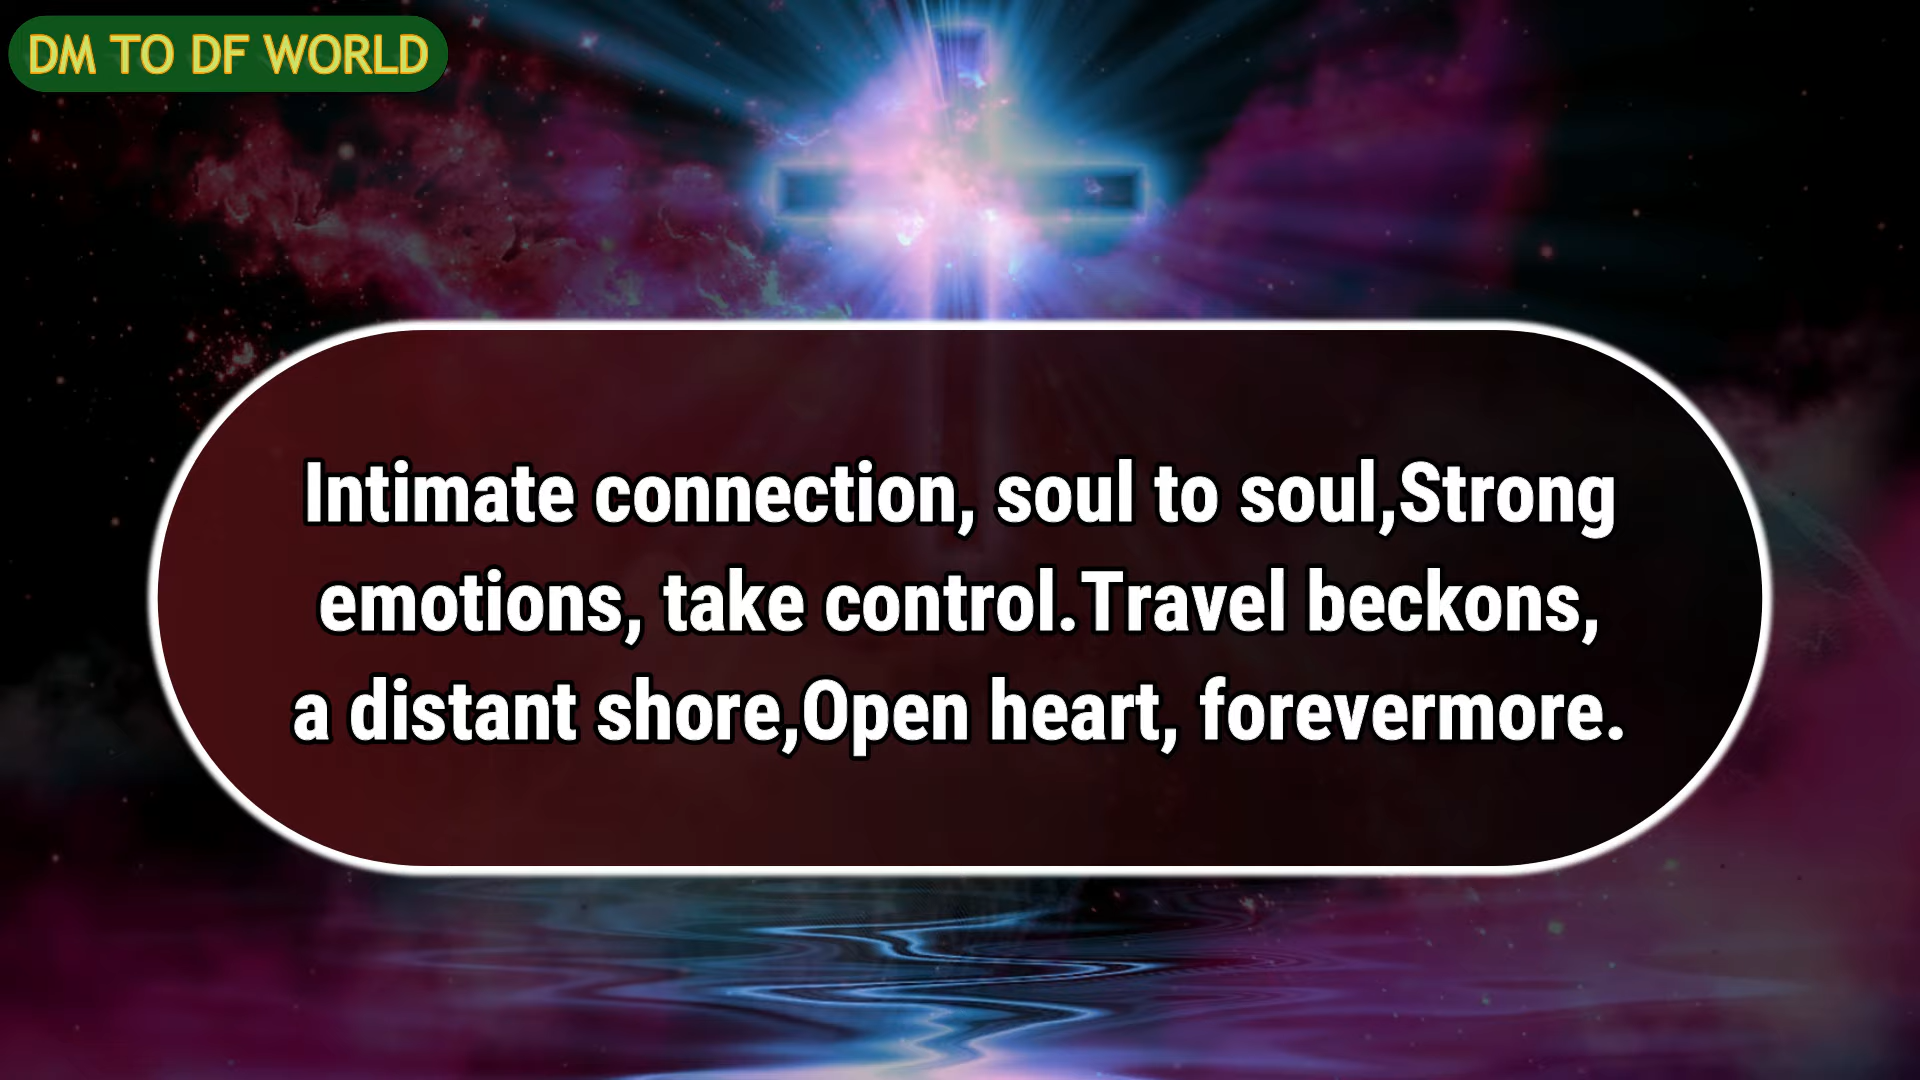 DM TO DF WORLD
Intimate connection, soul to soul,Strong
emotions, take control.Travel beckons,
a distant shore,Open heart, forevermore.